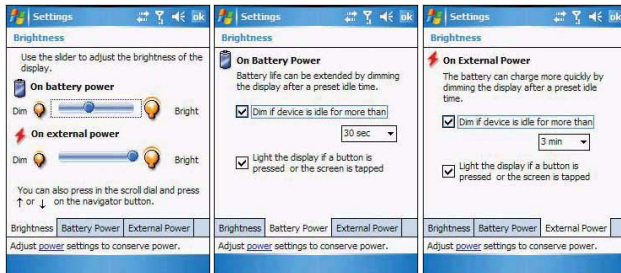 Settings
ok
Brightness
Use the slider to adjust the brightness of the
display.
On battery power
Dim
Bright
On external power
Dim
Bright
You can also press in the scroll dial and press
↑ or ↓ on the navigator button.
Brightness Battery Power External Power
Adjust power settings to conserve power.
Settings
ok
Brightness
On Battery Power
Battery life can be extended by dimming
the display after a preset idle time.
Dim if device is idle for more than
30 sec
Light the display if a button is
pressed or the screen is tapped
Brightness Battery Power External Power
Adjust power settings to conserve power.
Settings
ok
Brightness
On External Power
The battery can charge more quickly by
dimming the display after a preset idle
time.
Dim if device is idle for more than
3 min
Light the display if a button is
pressed or the screen is tapped
Brightness Battery Power External Power
Adjust power settings to conserve power.